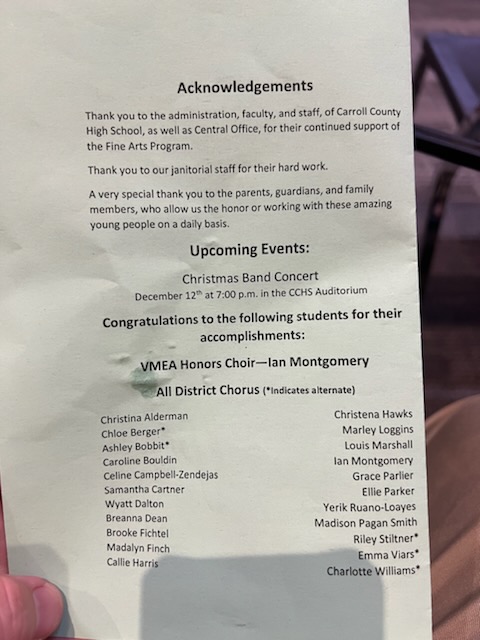 Acknowledgements
Thank you to the administration, faculty, and staff, of Carroll County
High School, as well as Central Office, for their continued support of
the Fine Arts Program.
Thank you to our janitorial staff for their hard work.
A very special thank you to the parents, guardians, and family
members, who allow us the honor or working with these amazing
young people on a daily basis.
Upcoming Events:
Christmas Band Concert
December 12th at 7:00 p.m. in the CCHS Auditorium
Congratulations to the following students for their
accomplishments:
VMEA Honors Choir—Ian Montgomery
All District Chorus (*Indicates alternate)
Christina Alderman
Chloe Berger*
Ashley Bobbit*
Caroline Bouldin
Celine Campbell-Zendejas
Samantha Cartner
Wyatt Dalton
Breanna Dean
Brooke Fichtel
Madalyn Finch
Callie Harris
Christena Hawks
Marley Loggins
Louis Marshall
Ian Montgomery
Grace Parlier
Ellie Parker
Yerik Ruano-Loayes
Madison Pagan Smith
Riley Stiltner*
Emma Viars*
Charlotte Williams*